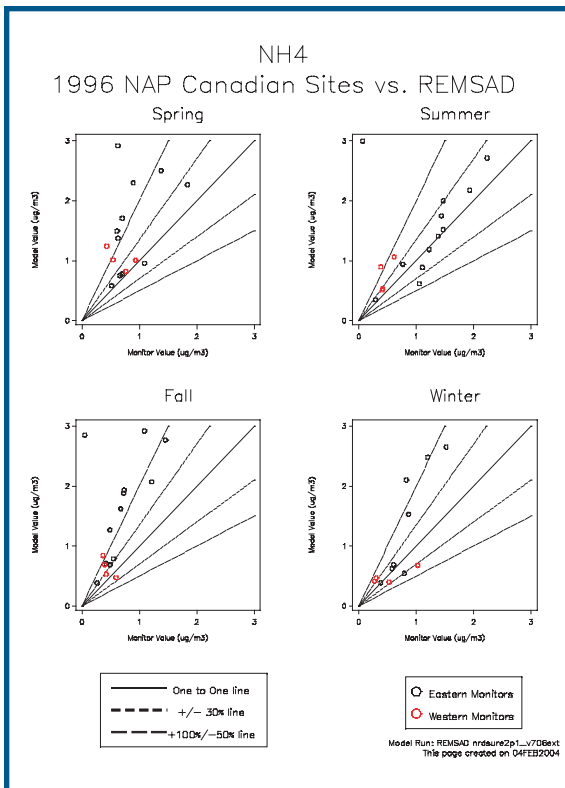 NH4
1996 NAP Canadian Sites vs. REMSAD
Spring
3
2
1
0
Model Value (ug/m3)
0 1 2 3
Monitor Value (ug/m3)
Summer
3
2
1
0
Model Value (ug/m3)
0 1 2 3
Monitor Value (ug/m3)
Fall
3
2
1
0
Model Value (ug/m3)
0 1 2 3
Monitor Value (ug/m3)
Winter
3
2
1
0
Model Value (ug/m3)
0 1 2 3
Monitor Value (ug/m3)
One to One line
+/- 30% line
+100%/-50% line
Eastern Monitors
Western Monitors
Model Run: REMSAD nrdsure2p1_v706ext
This page created on 04FEB2004